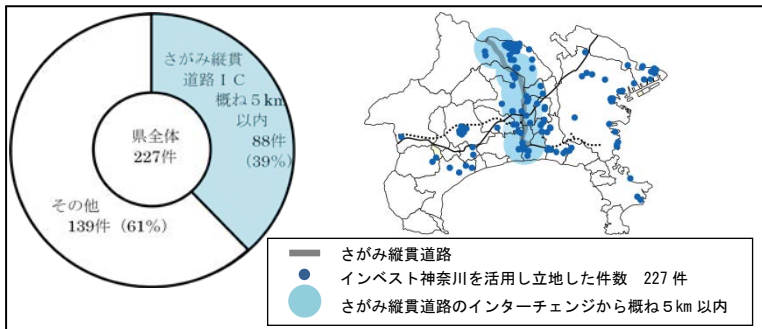 さがみ縦貫
道路ＩＣ
概ね５km
以内
88件
(39%)
県全体
227件
その他
139件（61%）
さがみ縦貫道路
インベスト神奈川を活用し立地した件数　227 件
さがみ縦貫道路のインターチェンジから概ね５km 以内